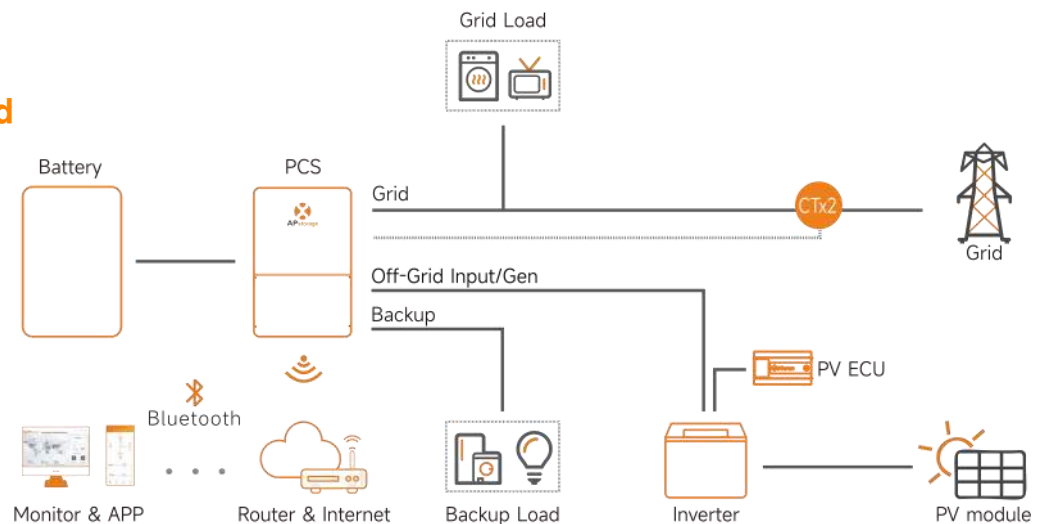 Grid Load
d
Battery
PCS
APstorage
Grid
CTx2
Grid
Off-Grid Input/Gen
Backup
PV ECU
Bluetooth
Monitor & APP
Router & Internet
Backup Load
Inverter
PV module